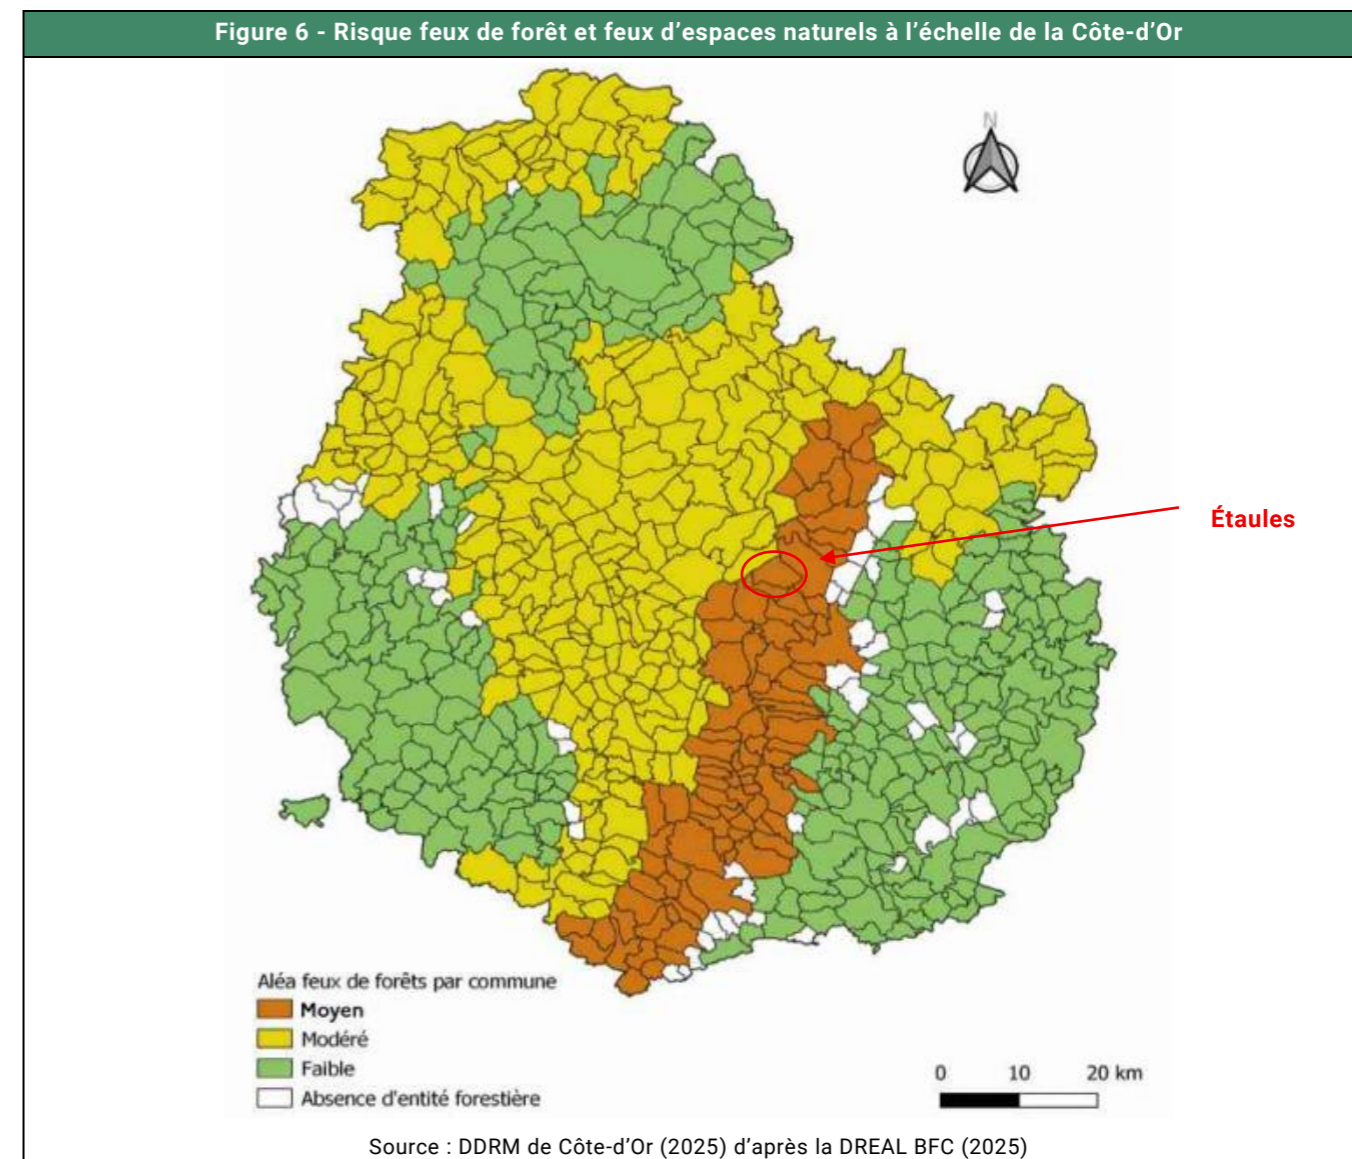 Figure 6 - Risque feux de forêt et feux d’espaces naturels à l’échelle de la Côte-d’Or
N
Étaules
Aléa feux de forêts par commune
Moyen
Modéré
Faible
Absence d'entité forestière
0 10 20 km
Source : DDRM de Côte-d’Or (2025) d’après la DREAL BFC (2025)